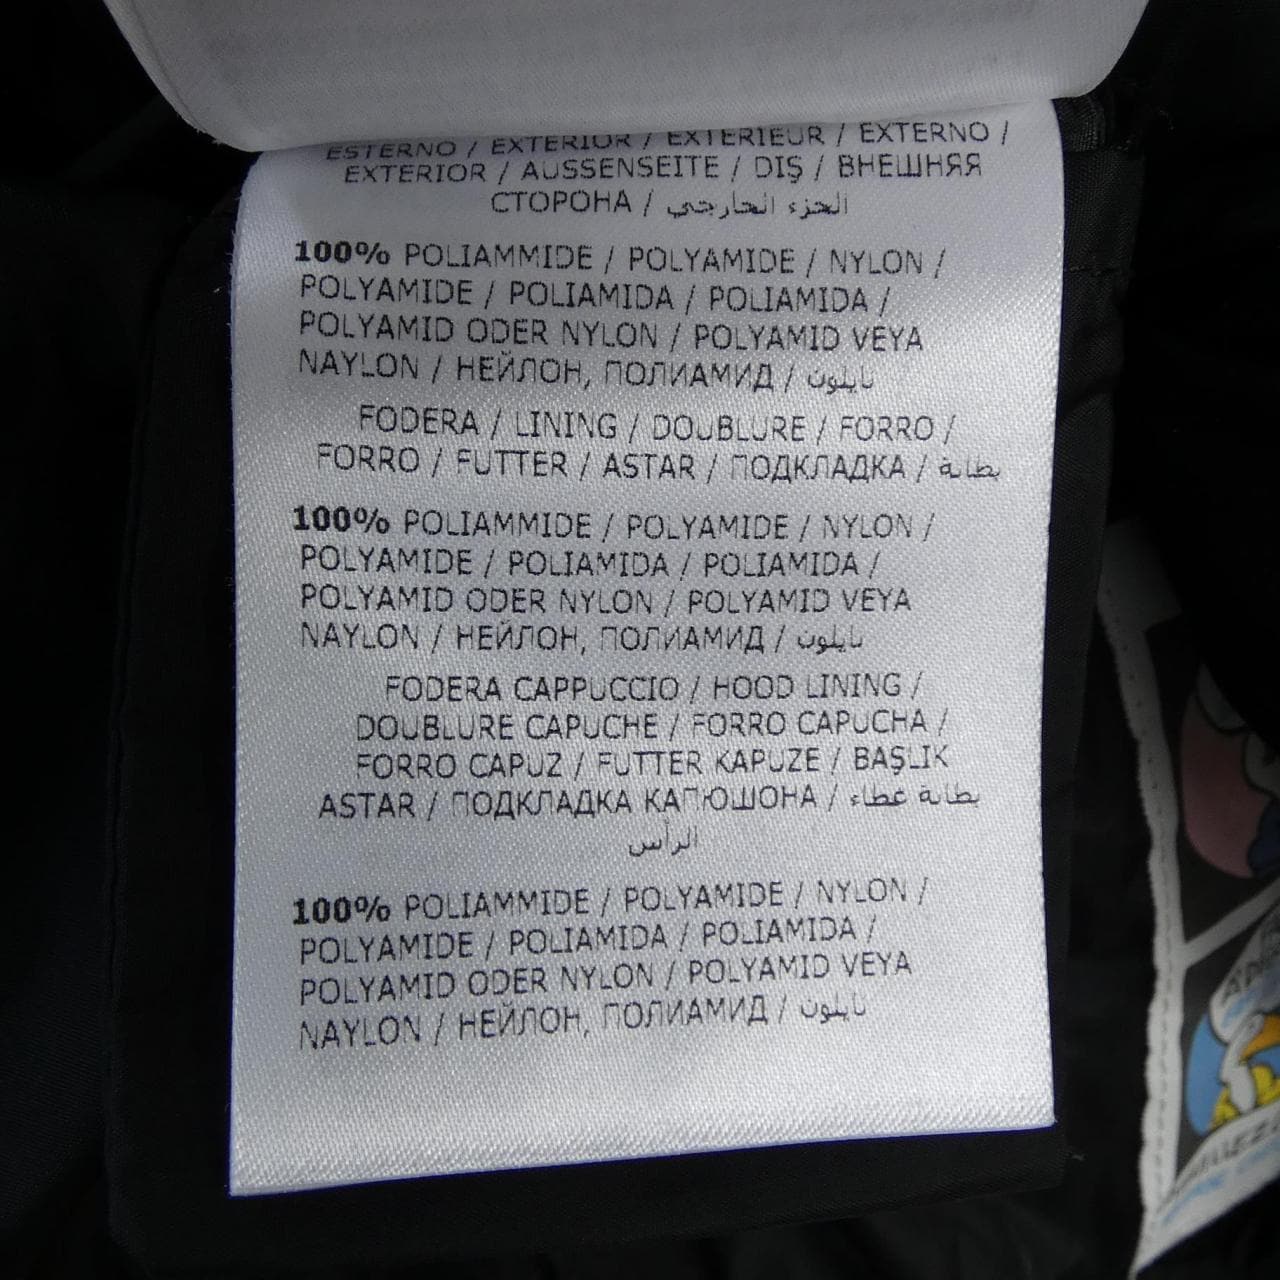 ESTERNO / EXTERIOR / EXTERIEUR / EXTERNO /
EXTERIOR / AUSSENSEITE / DIŞ / ВНЕШНЯЯ
СТОРОНА / الجزء الخارجي
100% POLIAMMIDE / POLYAMIDE / NYLON /
POLYAMIDE / POLIAMIDA / POLIAMIDA /
POLYAMID ODER NYLON / POLYAMID VEYA
NAYLON / НЕЙЛОН, ПОЛИАМИД / نايلون
FODERA / LINING / DOUBLURE / FORRO /
FORRO / FUTTER / ASTAR / ПОДКЛАДКА / بطانة
100% POLIAMMIDE / POLYAMIDE / NYLON /
POLYAMIDE / POLIAMIDA / POLIAMIDA /
POLYAMID ODER NYLON / POLYAMID VEYA
NAYLON / НЕЙЛОН, ПОЛИАМИД / نايلون
FODERA CAPPUCCIO / HOOD LINING /
DOUBLURE CAPUCHE / FORRO CAPUCHA /
FORRO CAPUZ / FUTTER KAPUZE / BAŞLIK
ASTAR / ПОДКЛАДКА КАПЮШОНА / بطانة غطاء
الرأس
100% POLIAMMIDE / POLYAMIDE / NYLON /
POLYAMIDE / POLIAMIDA / POLIAMIDA /
POLYAMID ODER NYLON / POLYAMID VEYA
NAYLON / НЕЙЛОН, ПОЛИАМИД / نايلون